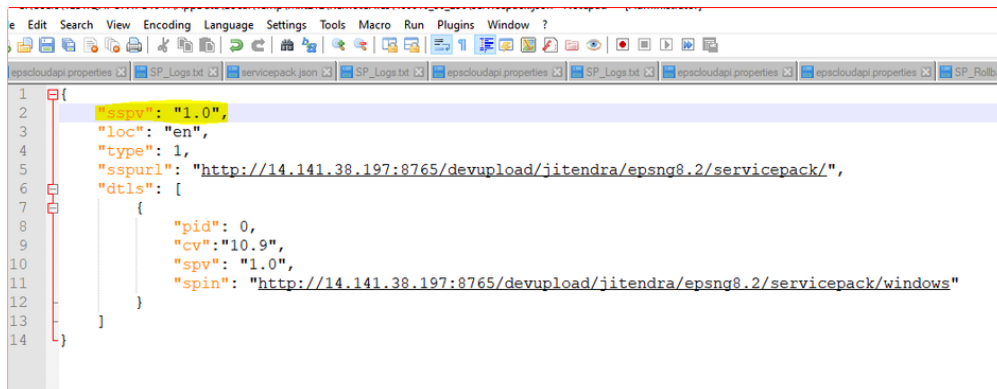 e Edit Search View Encoding Language Settings Tools Macro Run Plugins Window ?
epscloudapi.properties SP_Logs.txt servicepack.json SP_Logs.txt epscloudapi.properties SP_Logs.txt epscloudapi.properties epscloudapi.properties SP_Rollb
1 {
2 "sspv": "1.0",
3 "loc": "en",
4 "type": 1,
5 "sspurl": "http://14.141.38.197:8765/devupload/jitendra/epsng8.2/servicepack/",
6 "dtls": [
7 {
8 "pid": 0,
9 "cv":"10.9",
10 "spv": "1.0",
11 "spin": "http://14.141.38.197:8765/devupload/jitendra/epsng8.2/servicepack/windows"
12 }
13 ]
14 }